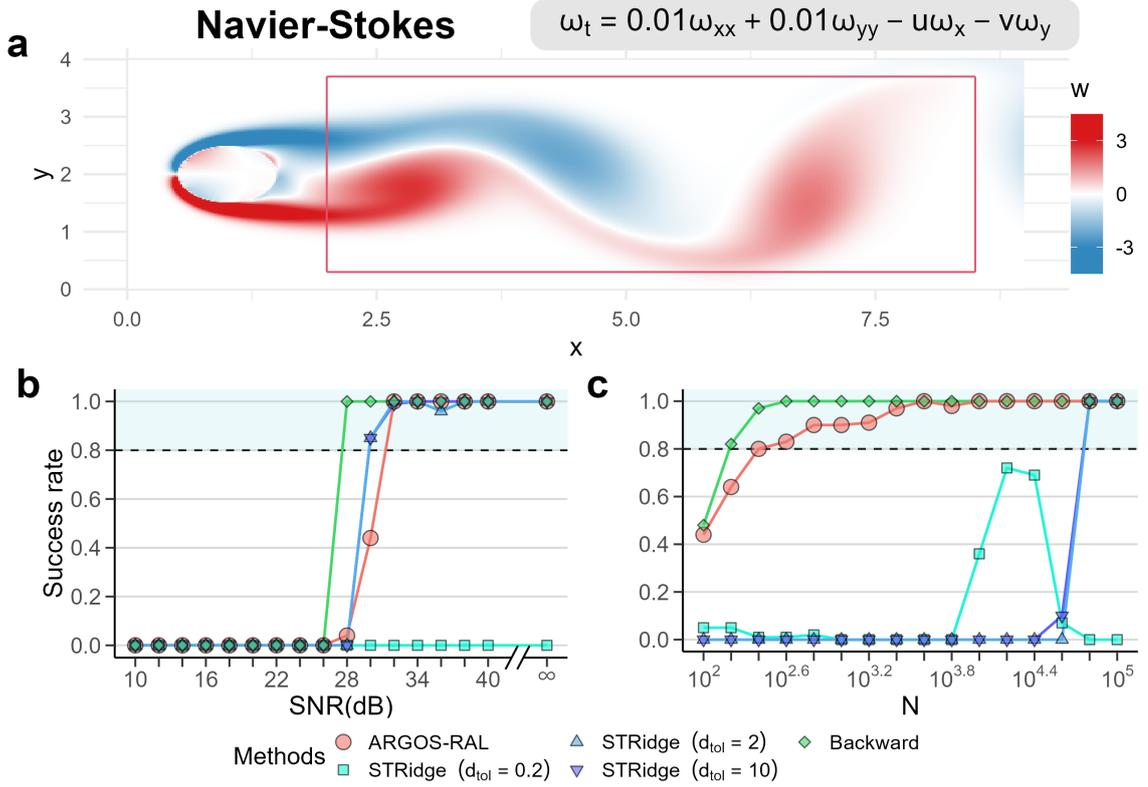 Navier-Stokes
ωt = 0.01ωxx + 0.01ωyy − uωx − vωy
a
4
3
2
1
0
y
0.0 2.5 5.0 7.5
x
w
3
0
-3
b
1.0
0.8
0.6
0.4
0.2
0.0
Success rate
10 16 22 28 34 40 ∞
SNR(dB)
c
1.0
0.8
0.6
0.4
0.2
0.0
10^2 10^2.6 10^3.2 10^3.8 10^4.4 10^5
N
Methods
ARGOS-RAL
STRidge (dtol = 0.2)
STRidge (dtol = 2)
STRidge (dtol = 10)
Backward